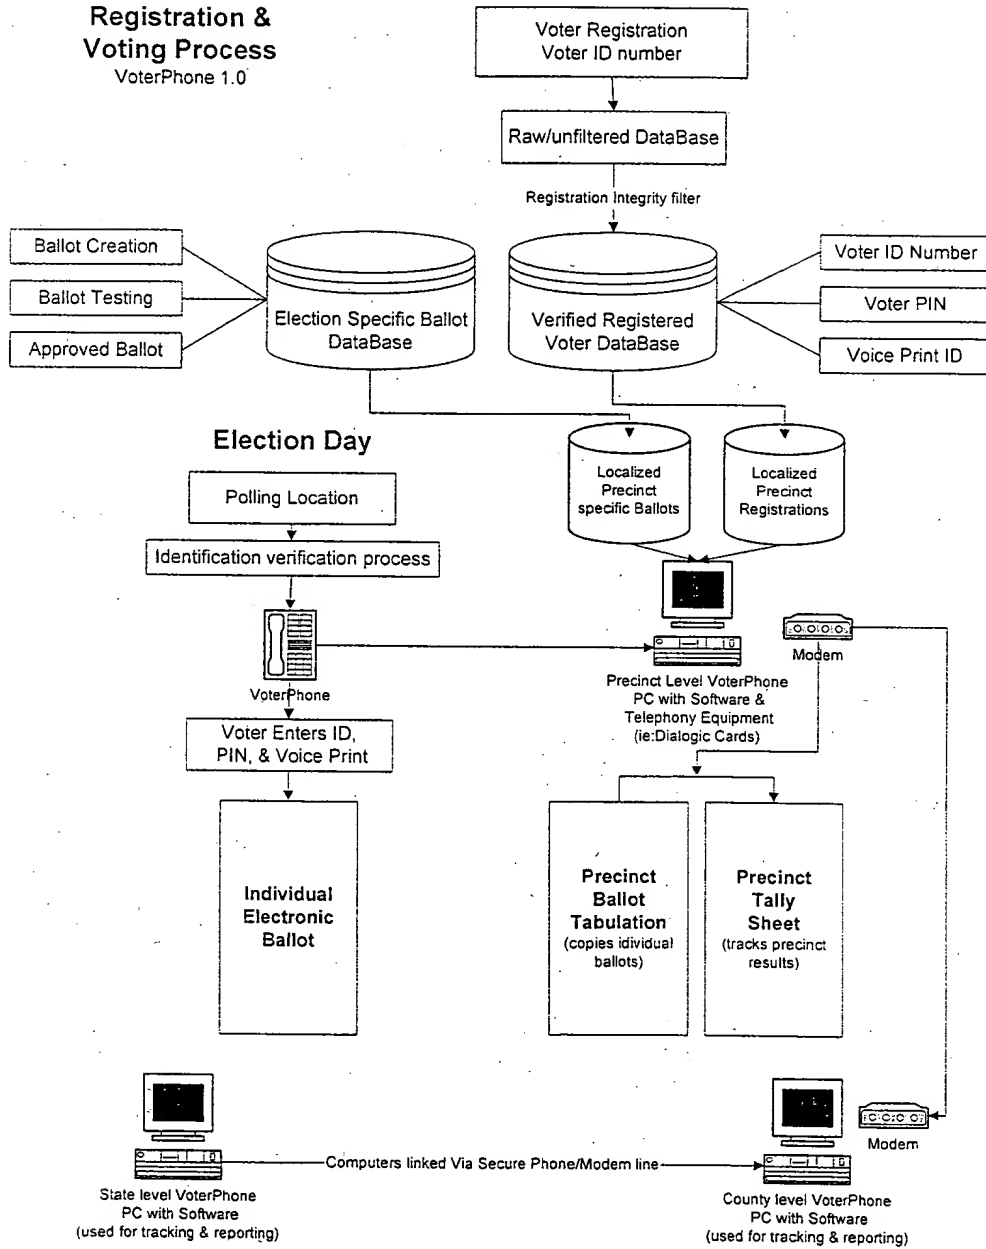 Registration &
Voting Process
VoterPhone 1.0
Voter Registration
Voter ID number
Raw/unfiltered DataBase
Registration Integrity filter
Ballot Creation
Ballot Testing
Approved Ballot
Election Specific Ballot
DataBase
Verified Registered
Voter DataBase
Voter ID Number
Voter PIN
Voice Print ID
Election Day
Polling Location
Identification verification process
VoterPhone
Voter Enters ID,
PIN, & Voice Print
Individual
Electronic
Ballot
Localized
Precinct
specific Ballots
Localized
Precinct
Registrations
Modem
Precinct Level VoterPhone
PC with Software &
Telephony Equipment
(ie:Dialogic Cards)
Precinct
Ballot
Tabulation
(copies idividual
ballots)
Precinct
Tally
Sheet
(tracks precinct
results)
Modem
Computers linked Via Secure Phone/Modem line
State level VoterPhone
PC with Software
(used for tracking & reporting)
County level VoterPhone
PC with Software
(used for tracking & reporting)